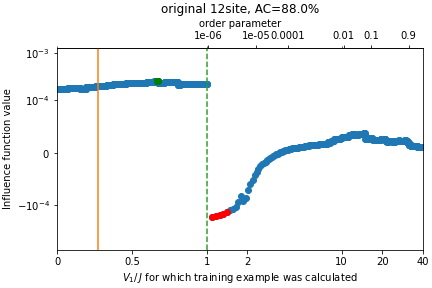 original 12site, AC=88.0%
order parameter
1e-06 1e-05 0.0001 0.01 0.1 0.9
Influence function value
10⁻³
10⁻⁴
0
−10⁻⁴
0 0.5 1 2 10 20 40
V₁/J for which training example was calculated